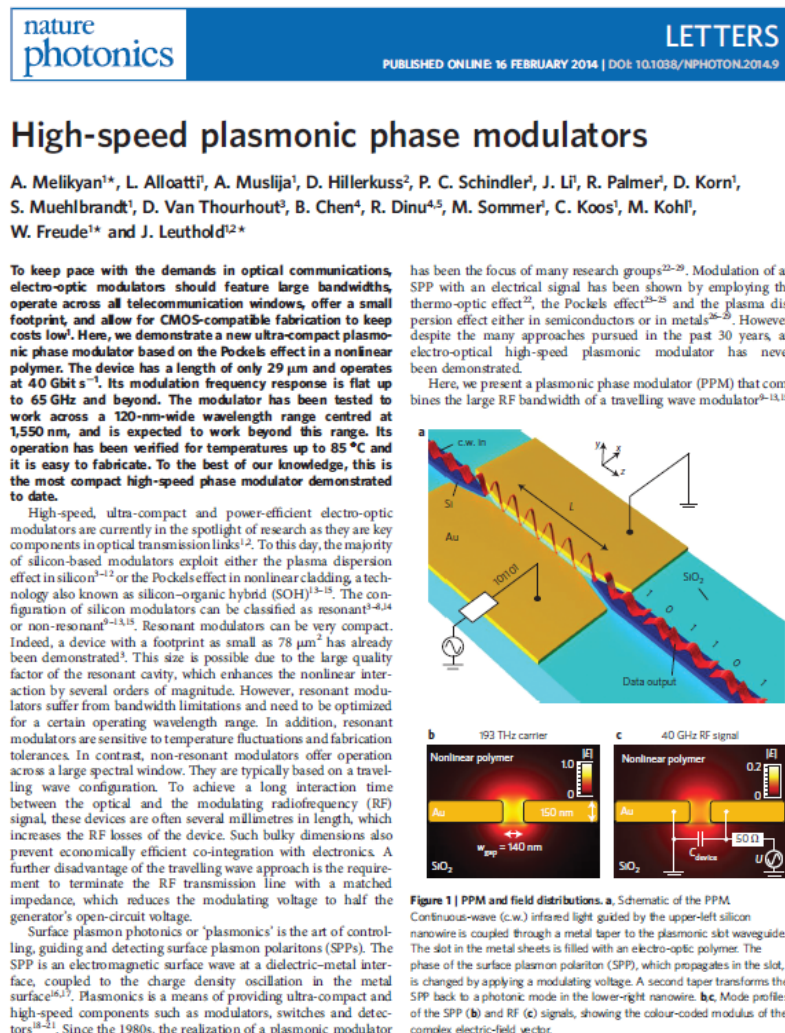 nature
photonics
LETTERS
PUBLISHED ONLINE: 16 FEBRUARY 2014 | DOI: 10.1038/NPHOTON.2014.9
High-speed plasmonic phase modulators
A. Melikyan¹*, L. Alloatti¹, A. Muslija¹, D. Hillerkuss², P. C. Schindler¹, J. Li¹, R. Palmer¹, D. Korn¹,
S. Muehlbrandt¹, D. Van Thourhout³, B. Chen⁴, R. Dinu⁴,⁵, M. Sommer¹, C. Koos¹, M. Kohl¹,
W. Freude¹* and J. Leuthold¹,²*
To keep pace with the demands in optical communications,
electro-optic modulators should feature large bandwidths,
operate across all telecommunication windows, offer a small
footprint, and allow for CMOS-compatible fabrication to keep
costs low¹. Here, we demonstrate a new ultra-compact plasmo-
nic phase modulator based on the Pockels effect in a nonlinear
polymer. The device has a length of only 29 μm and operates
at 40 Gbit s⁻¹. Its modulation frequency response is flat up
to 65 GHz and beyond. The modulator has been tested to
work across a 120-nm-wide wavelength range centred at
1,550 nm, and is expected to work beyond this range. Its
operation has been verified for temperatures up to 85 °C and
it is easy to fabricate. To the best of our knowledge, this is
the most compact high-speed phase modulator demonstrated
to date.
High-speed, ultra-compact and power-efficient electro-optic
modulators are currently in the spotlight of research as they are key
components in optical transmission links¹,². To this day, the majority
of silicon-based modulators exploit either the plasma dispersion
effect in silicon³⁻¹² or the Pockels effect in nonlinear cladding, a tech-
nology also known as silicon–organic hybrid (SOH)¹³⁻¹⁵. The con-
figuration of silicon modulators can be classified as resonant³⁻⁸,¹⁴
or non-resonant⁹⁻¹³,¹⁵. Resonant modulators can be very compact.
Indeed, a device with a footprint as small as 78 μm² has already
been demonstrated³. This size is possible due to the large quality
factor of the resonant cavity, which enhances the nonlinear inter-
action by several orders of magnitude. However, resonant modu-
lators suffer from bandwidth limitations and need to be optimized
for a certain operating wavelength range. In addition, resonant
modulators are sensitive to temperature fluctuations and fabrication
tolerances. In contrast, non-resonant modulators offer operation
across a large spectral window. They are typically based on a travel-
ling wave configuration. To achieve a long interaction time
between the optical and the modulating radiofrequency (RF)
signal, these devices are often several millimetres in length, which
increases the RF losses of the device. Such bulky dimensions also
prevent economically efficient co-integration with electronics. A
further disadvantage of the travelling wave approach is the require-
ment to terminate the RF transmission line with a matched
impedance, which reduces the modulating voltage to half the
generator's open-circuit voltage.
Surface plasmon photonics or 'plasmonics' is the art of control-
ling, guiding and detecting surface plasmon polaritons (SPPs). The
SPP is an electromagnetic surface wave at a dielectric–metal inter-
face, coupled to the charge density oscillation in the metal
surface¹⁶,¹⁷. Plasmonics is a means of providing ultra-compact and
high-speed components such as modulators, switches and detec-
tors¹⁸⁻²¹. Since the 1980s, the realization of a plasmonic modulator
has been the focus of many research groups²²⁻²⁹. Modulation of a
SPP with an electrical signal has been shown by employing th
thermo-optic effect²², the Pockels effect²³⁻²⁵ and the plasma dis
persion effect either in semiconductors or in metals²⁶⁻²⁹. Howeve
despite the many approaches pursued in the past 30 years, a
electro-optical high-speed plasmonic modulator has neve
been demonstrated.
Here, we present a plasmonic phase modulator (PPM) that com
bines the large RF bandwidth of a travelling wave modulator⁹⁻¹³,¹
a
c.w. in
y
x
z
Si
L
Au
SiO₂
101101
1 0 1 1 0 1
Data output
b
193 THz carrier
Nonlinear polymer
|E|
1.0
0
Au
150 nm
w_gap = 140 nm
SiO₂
c
40 GHz RF signal
Nonlinear polymer
|E|
0.2
0
Au
50 Ω
C_device
U
SiO₂
Figure 1 | PPM and field distributions. a, Schematic of the PPM.
Continuous-wave (c.w.) infrared light guided by the upper-left silicon
nanowire is coupled through a metal taper to the plasmonic slot waveguide
The slot in the metal sheets is filled with an electro-optic polymer. The
phase of the surface plasmon polariton (SPP), which propagates in the slot,
is changed by applying a modulating voltage. A second taper transforms the
SPP back to a photonic mode in the lower-right nanowire. b,c, Mode profiles
of the SPP (b) and RF (c) signals, showing the colour-coded modulus of the
complex electric-field vector.